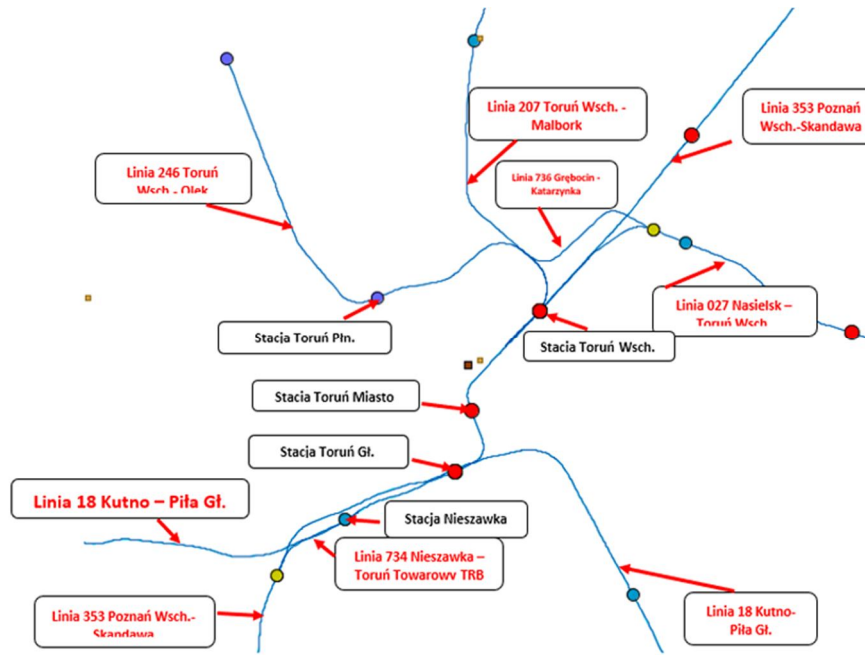 Linia 207 Toruń Wsch. -
Malbork
Linia 353 Poznań
Wsch.-Skandawa
Linia 246 Toruń
Wsch - Olek
Linia 736 Grębocin -
Katarzynka
Linia 027 Nasielsk –
Toruń Wsch
Stacja Toruń Płn.
Stacia Toruń Wsch.
Stacia Toruń Miasto
Stacja Toruń Gł.
Linia 18 Kutno – Piła Gł.
Stacja Nieszawka
Linia 734 Nieszawka –
Toruń Towarowy TRB
Linia 353 Poznań Wsch.-
Skandawa
Linia 18 Kutno-
Piła Gł.